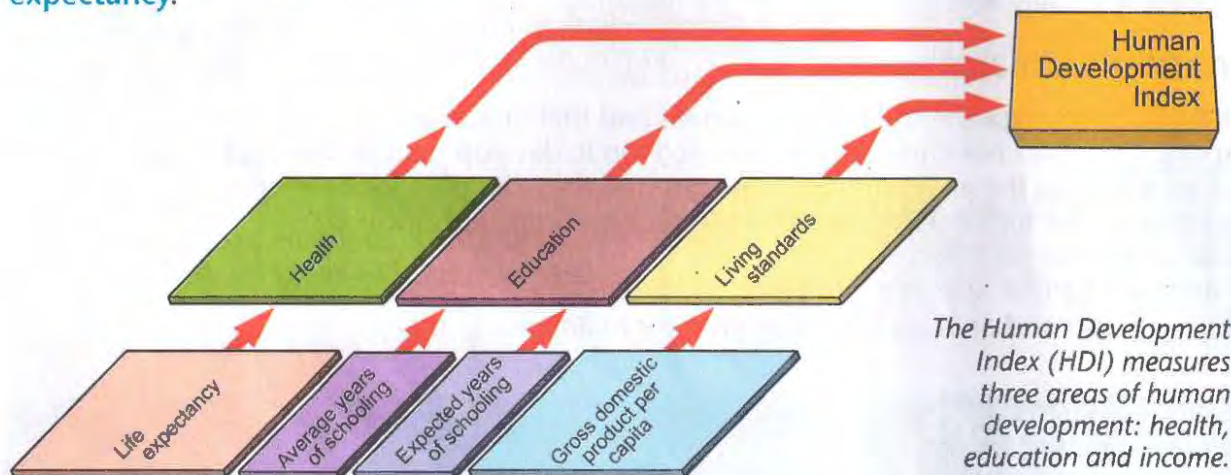 expectancy.
Human
Development
Index
Health
Education
Living
standards
Life
expectancy
Average years
of schooling
Expected years
of schooling
Gross domestic
product per
capita
The Human Development
Index (HDI) measures
three areas of human
development: health,
education and income.